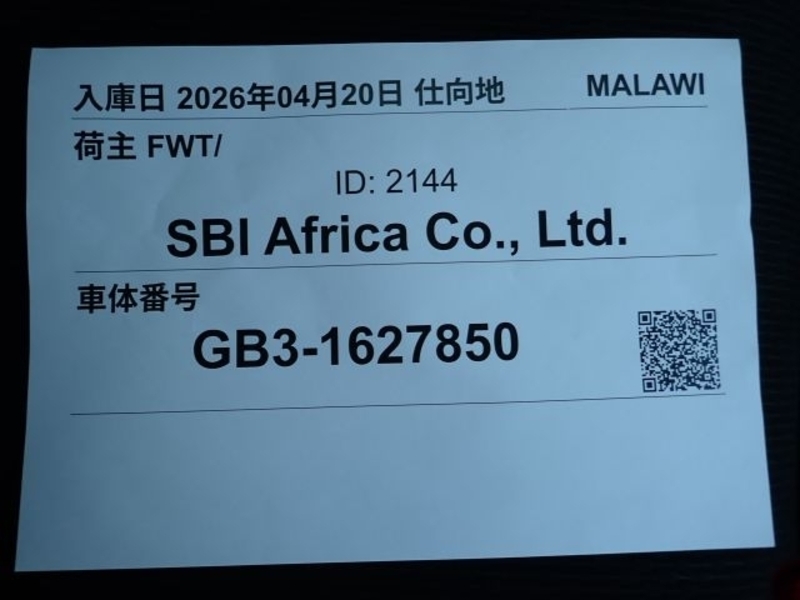 入庫日 2026年04月20日 仕向地 MALAWI
荷主 FWT/
ID: 2144
SBI Africa Co., Ltd.
車体番号
GB3-1627850